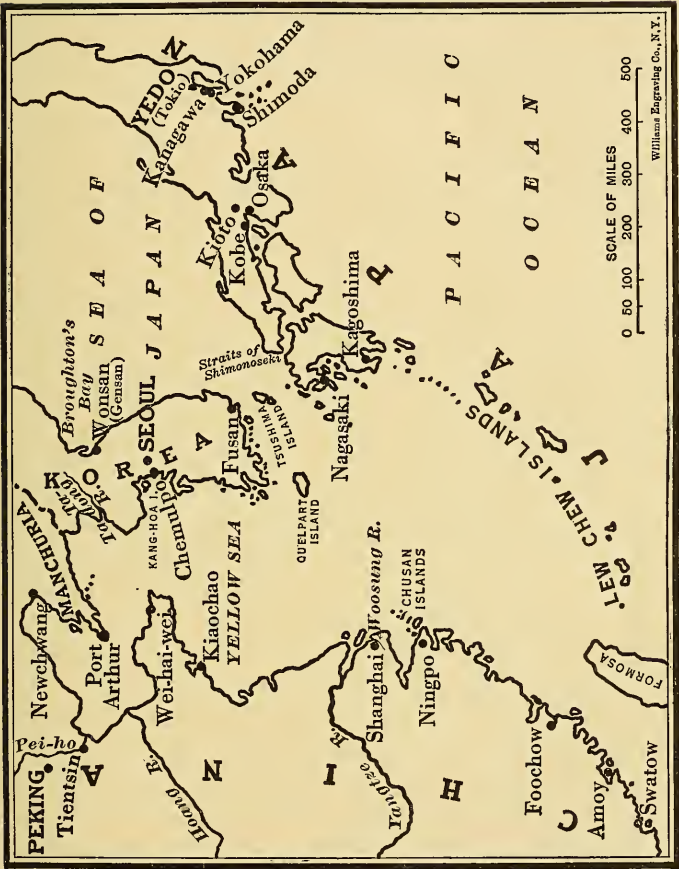 PEKING
Pei-ho
Tientsin
Newchwang
MANCHURIA
Port
Arthur
Hoang R.
Wei-hai-wei
Kiaochao
YELLOW SEA
KOREA
Broughton's
Bay
Wonsan
(Gensan)
SEOUL
KANG-HOA I.
Chemulpo
Fusan
TSUSHIMA
ISLAND
QUELPART
ISLAND
SEA OF
JAPAN
Straits of
Shimonoseki
Nagasaki
Kagoshima
Kioto
Kobe
Osaka
YEDO
(Tokio)
Kanagawa
Yokohama
Shimoda
JAPAN
CHINA
Yangtze R.
Shanghai
Woosung R.
CHUSAN
ISLANDS
Ningpo
Foochow
Amoy
Swatow
FORMOSA
LEW CHEW ISLANDS
PACIFIC
OCEAN
SCALE OF MILES
0 50 100 200 300 400 500
Williams Engraving Co., N.Y.